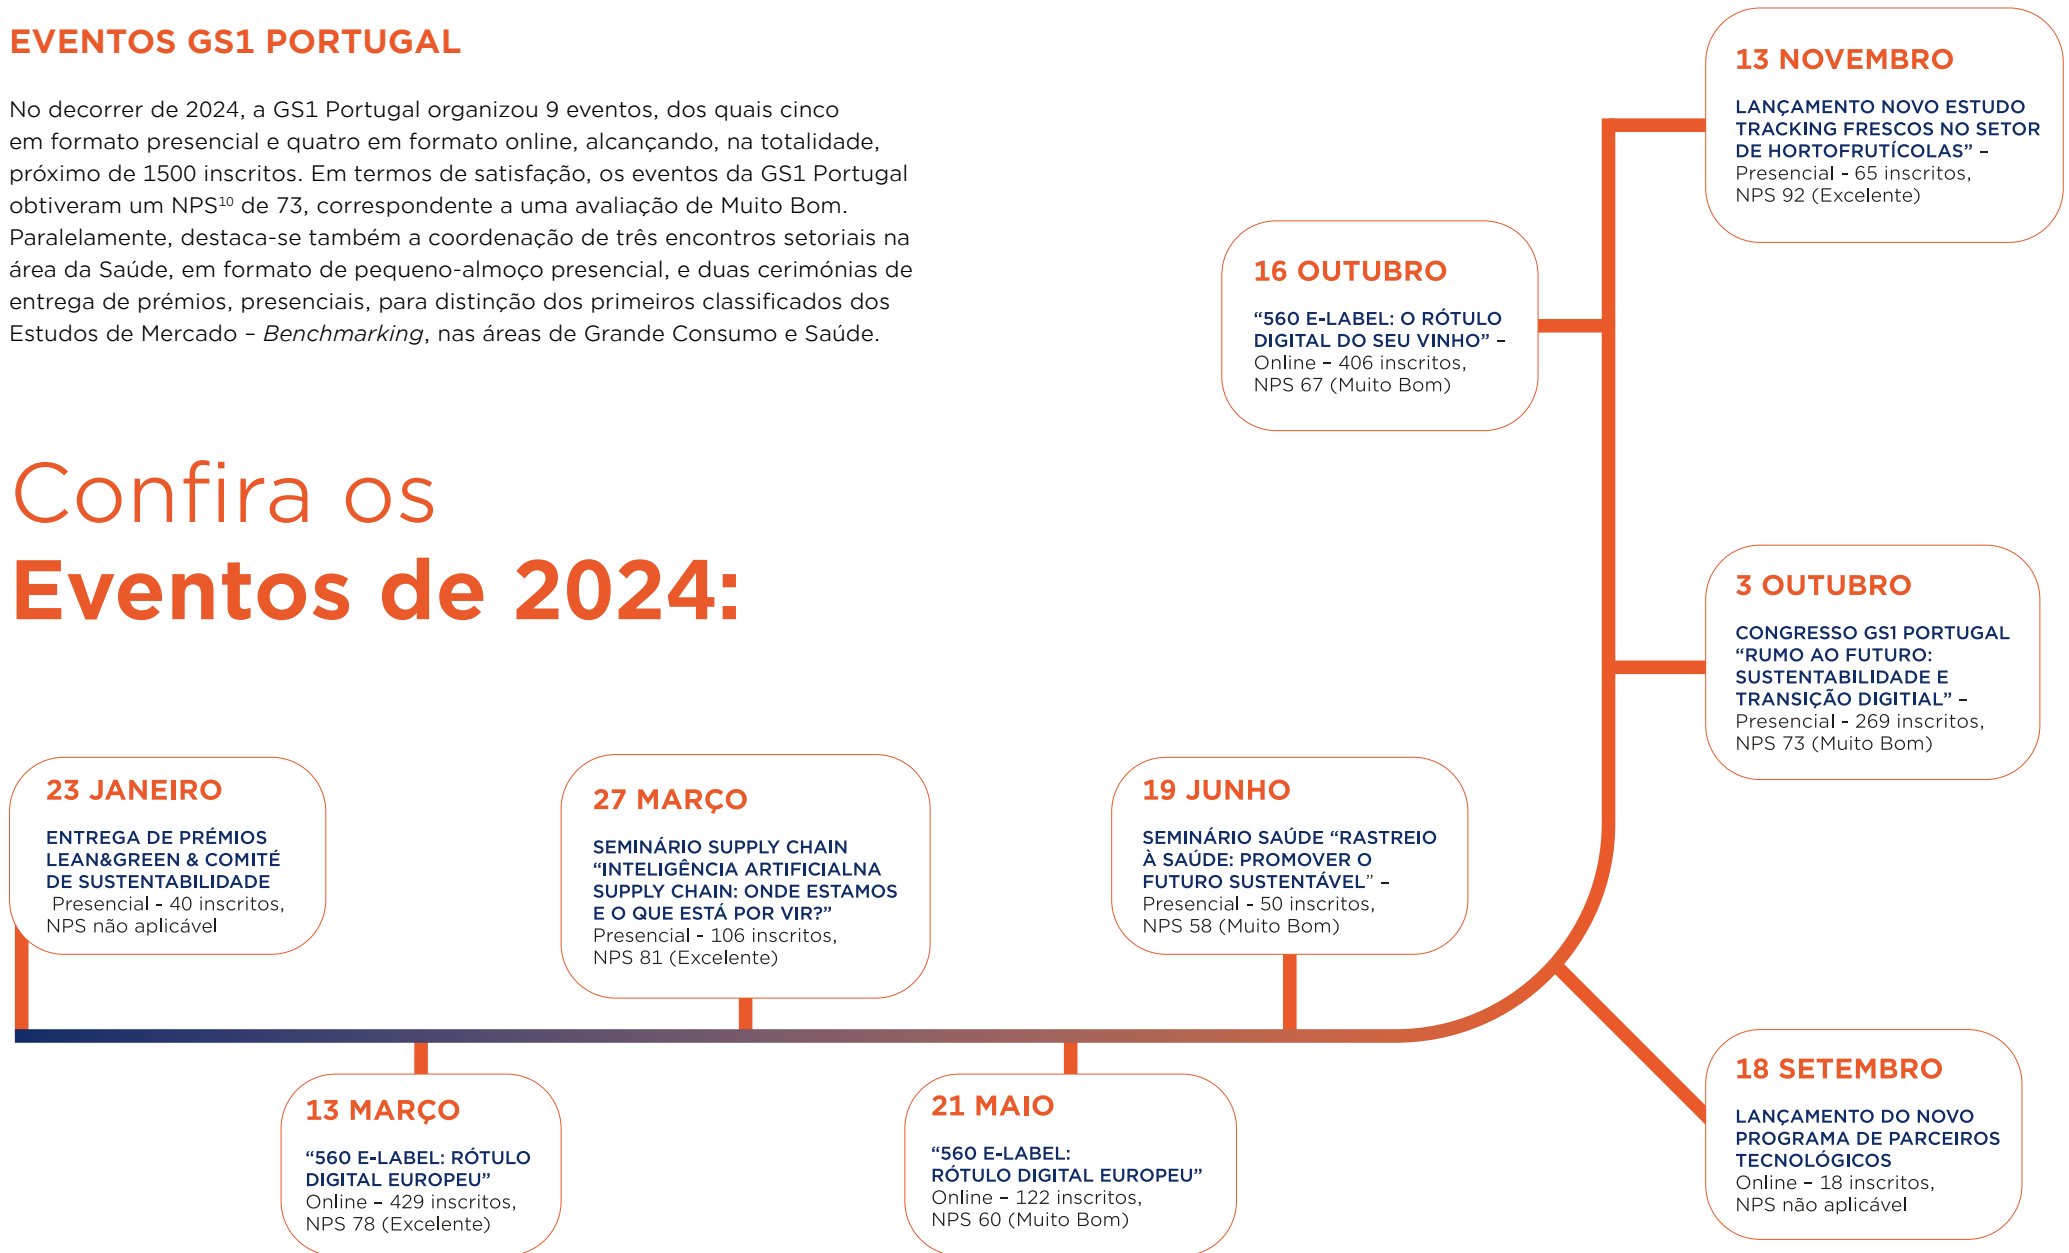 EVENTOS GS1 PORTUGAL
No decorrer de 2024, a GS1 Portugal organizou 9 eventos, dos quais cinco
em formato presencial e quatro em formato online, alcançando, na totalidade,
próximo de 1500 inscritos. Em termos de satisfação, os eventos da GS1 Portugal
obtiveram um NPS¹⁰ de 73, correspondente a uma avaliação de Muito Bom.
Paralelamente, destaca-se também a coordenação de três encontros setoriais na
área da Saúde, em formato de pequeno-almoço presencial, e duas cerimónias de
entrega de prémios, presenciais, para distinção dos primeiros classificados dos
Estudos de Mercado – Benchmarking, nas áreas de Grande Consumo e Saúde.
Confira os
Eventos de 2024:
23 JANEIRO
ENTREGA DE PRÉMIOS
LEAN&GREEN & COMITÉ
DE SUSTENTABILIDADE
Presencial - 40 inscritos,
NPS não aplicável
13 MARÇO
“560 E-LABEL: RÓTULO
DIGITAL EUROPEU”
Online – 429 inscritos,
NPS 78 (Excelente)
27 MARÇO
SEMINÁRIO SUPPLY CHAIN
“INTELIGÊNCIA ARTIFICIALNA
SUPPLY CHAIN: ONDE ESTAMOS
E O QUE ESTÁ POR VIR?”
Presencial - 106 inscritos,
NPS 81 (Excelente)
21 MAIO
“560 E-LABEL:
RÓTULO DIGITAL EUROPEU”
Online – 122 inscritos,
NPS 60 (Muito Bom)
19 JUNHO
SEMINÁRIO SAÚDE “RASTREIO
À SAÚDE: PROMOVER O
FUTURO SUSTENTÁVEL” –
Presencial - 50 inscritos,
NPS 58 (Muito Bom)
18 SETEMBRO
LANÇAMENTO DO NOVO
PROGRAMA DE PARCEIROS
TECNOLÓGICOS
Online – 18 inscritos,
NPS não aplicável
3 OUTUBRO
CONGRESSO GS1 PORTUGAL
“RUMO AO FUTURO:
SUSTENTABILIDADE E
TRANSIÇÃO DIGITIAL” –
Presencial - 269 inscritos,
NPS 73 (Muito Bom)
16 OUTUBRO
“560 E-LABEL: O RÓTULO
DIGITAL DO SEU VINHO” –
Online – 406 inscritos,
NPS 67 (Muito Bom)
13 NOVEMBRO
LANÇAMENTO NOVO ESTUDO
TRACKING FRESCOS NO SETOR
DE HORTOFRUTÍCOLAS” –
Presencial - 65 inscritos,
NPS 92 (Excelente)